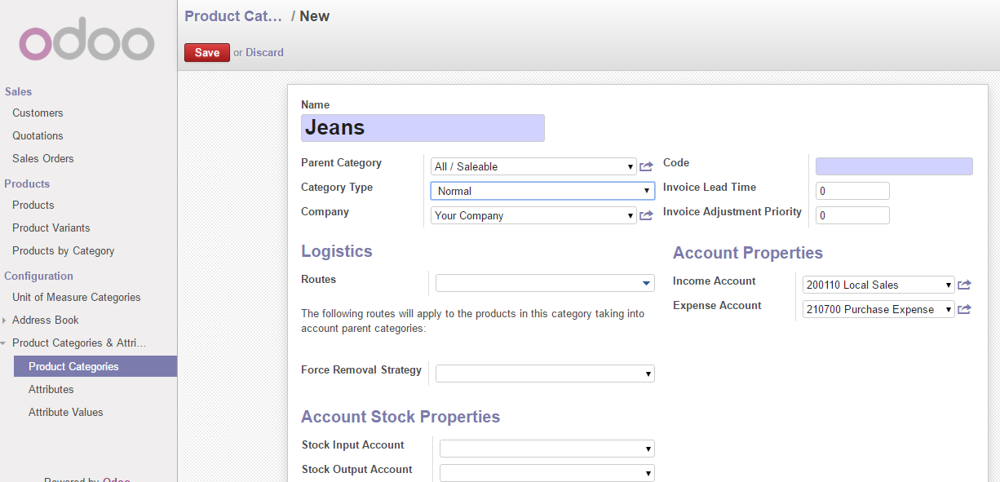 odoo
Product Cat... / New
Save or Discard
Sales
Customers
Quotations
Sales Orders
Products
Products
Product Variants
Products by Category
Configuration
Unit of Measure Categories
Address Book
Product Categories & Attri...
Product Categories
Attributes
Attribute Values
Powered by Odoo
Name
Jeans
Parent Category All / Saleable
Category Type Normal
Company Your Company
Code
Invoice Lead Time 0
Invoice Adjustment Priority 0
Logistics
Routes
The following routes will apply to the products in this category taking into
account parent categories:
Force Removal Strategy
Account Properties
Income Account 200110 Local Sales
Expense Account 210700 Purchase Expense
Account Stock Properties
Stock Input Account
Stock Output Account